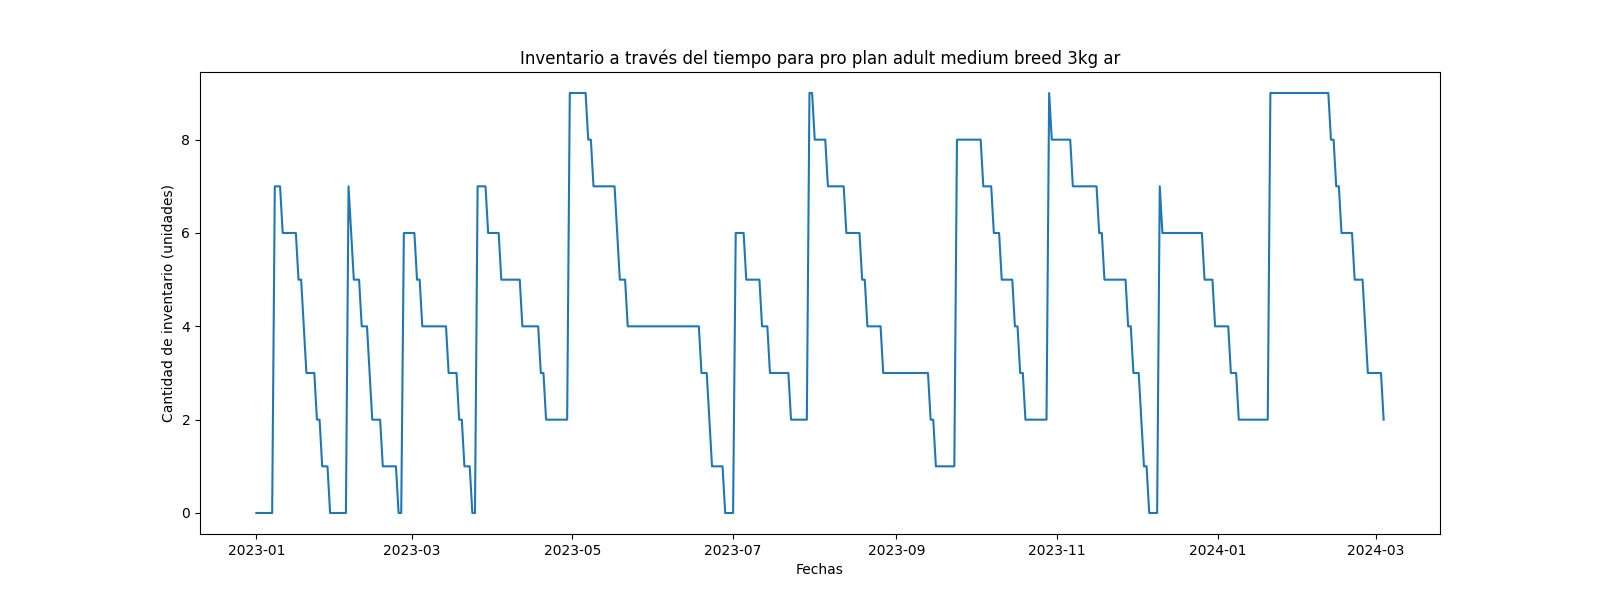 Inventario a través del tiempo para pro plan adult medium breed 3kg ar
Cantidad de inventario (unidades)
8
6
4
2
0
2023-01 2023-03 2023-05 2023-07 2023-09 2023-11 2024-01 2024-03
Fechas